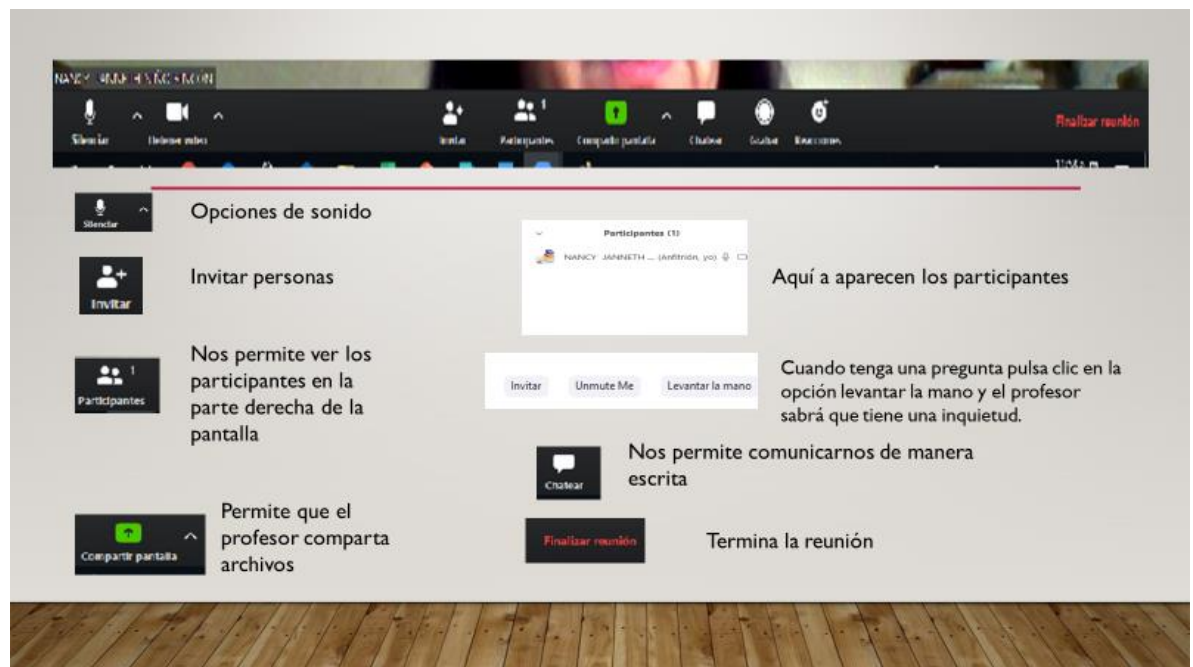 Silenciar
Invitar
Participantes
1
Compartir pantalla
Chatear
Finalizar reunión
Silenciar
Opciones de sonido
Invitar
Invitar personas
1
Participantes
Nos permite ver los
participantes en la
parte derecha de la
pantalla
Compartir pantalla
Permite que el
profesor comparta
archivos
Participantes (1)
NANCY JANNETH ... (Anfitrión, yo)
Aquí a aparecen los participantes
Invitar Unmute Me Levantar la mano
Cuando tenga una pregunta pulsa clic en la
opción levantar la mano y el profesor
sabrá que tiene una inquietud.
Chatear
Nos permite comunicarnos de manera
escrita
Finalizar reunión
Termina la reunión